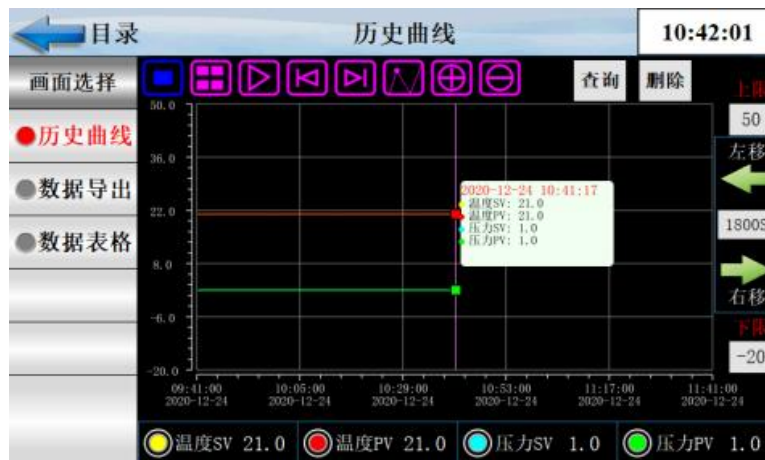 目录
历史曲线
10:42:01
画面选择
查询
删除
上限
50
左移
1800S
右移
下限
-20
历史曲线
数据导出
数据表格
50.0
36.0
22.0
8.0
-6.0
-20.0
2020-12-24 10:41:17
温度SV: 21.0
温度PV: 21.0
压力SV: 1.0
压力PV: 1.0
09:41:00 10:05:00 10:29:00 10:53:00 11:17:00 11:41:00
2020-12-24 2020-12-24 2020-12-24 2020-12-24 2020-12-24 2020-12-24
温度SV 21.0 温度PV 21.0 压力SV 1.0 压力PV 1.0